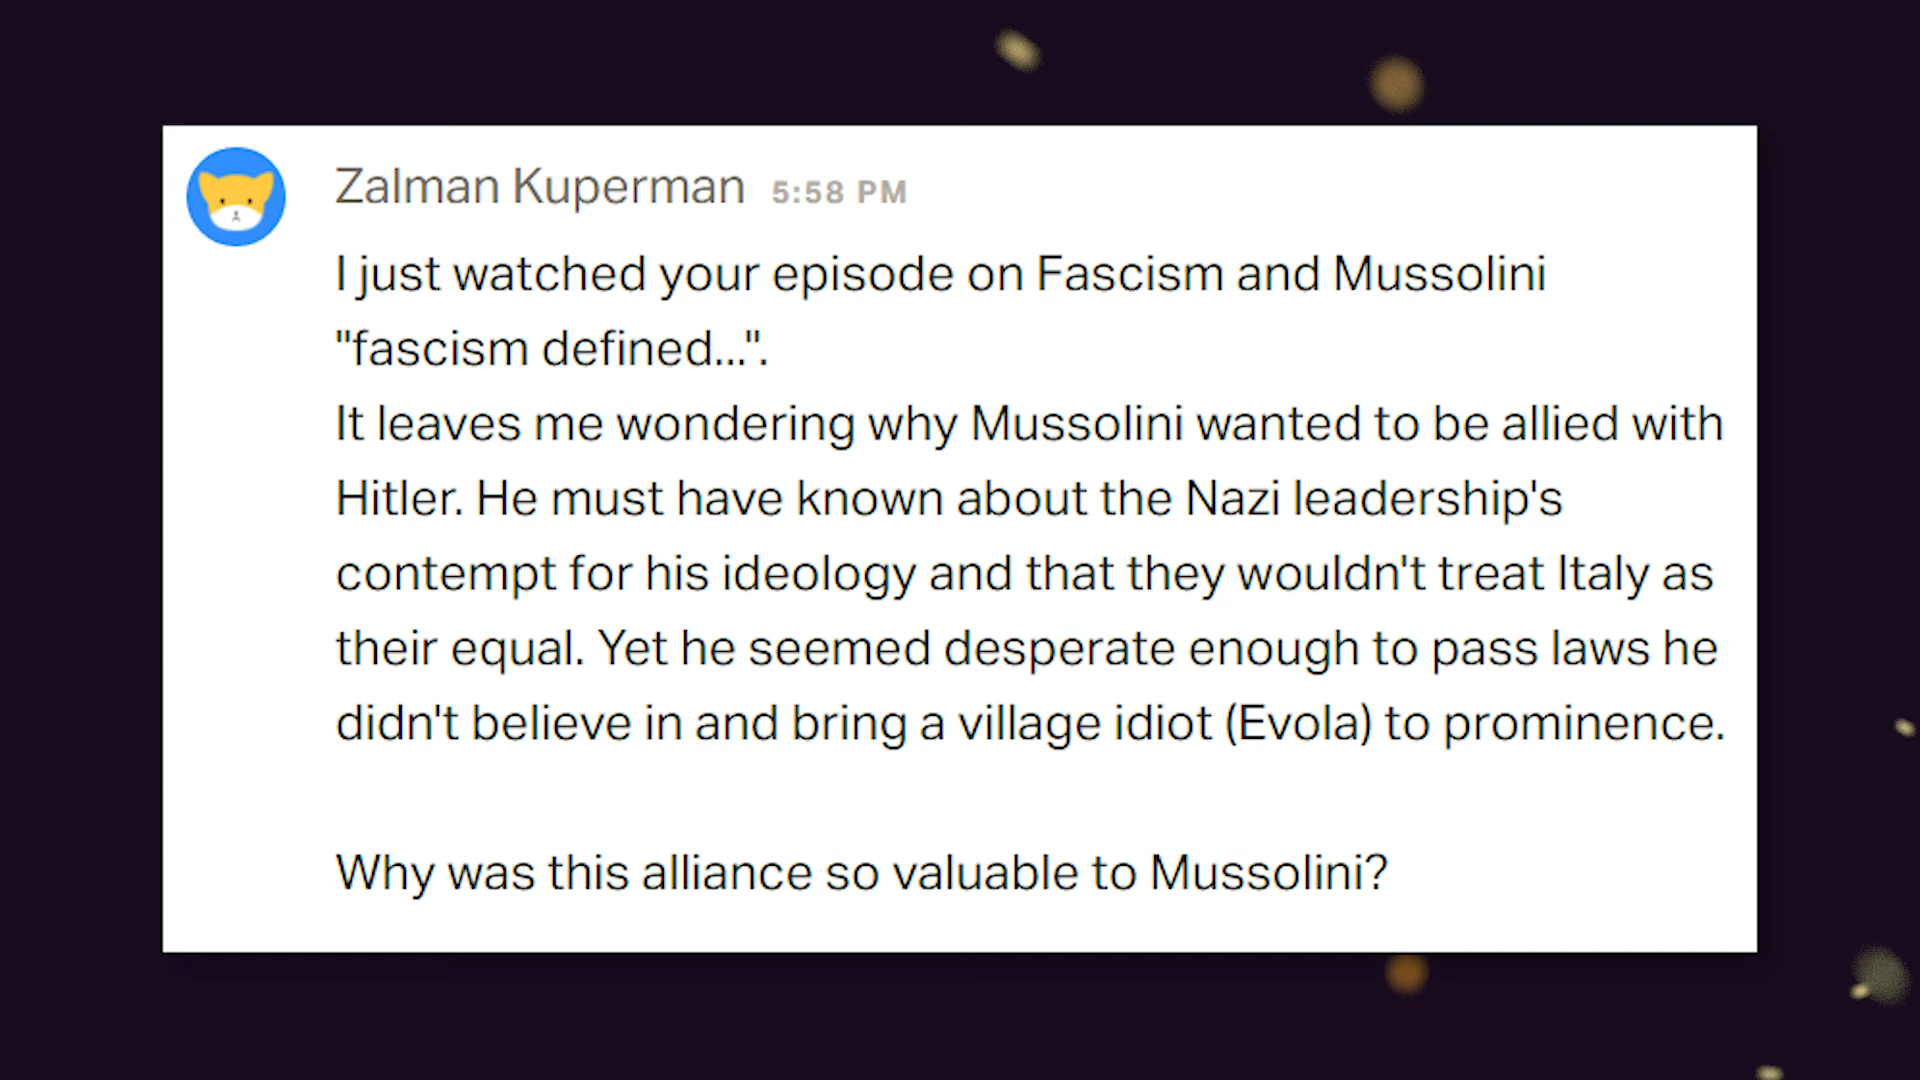 Zalman Kuperman 5:58 PM
I just watched your episode on Fascism and Mussolini
"fascism defined...".
It leaves me wondering why Mussolini wanted to be allied with
Hitler. He must have known about the Nazi leadership's
contempt for his ideology and that they wouldn't treat Italy as
their equal. Yet he seemed desperate enough to pass laws he
didn't believe in and bring a village idiot (Evola) to prominence.
Why was this alliance so valuable to Mussolini?